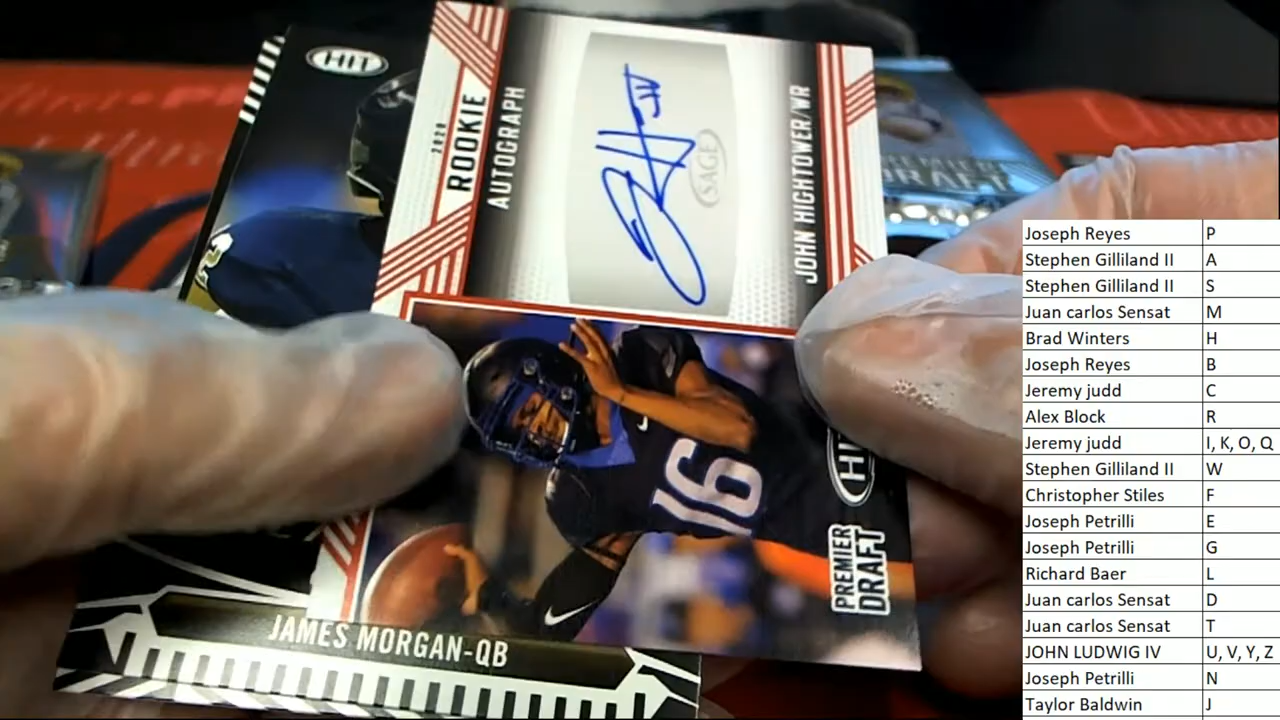 HIT
2020
ROOKIE
AUTOGRAPH
SAGE
JOHN HIGHTOWER/WR
16
HIT
PREMIER
DRAFT
JAMES MORGAN-QB
PREMIER
DRAFT
Joseph Reyes P
Stephen Gilliland II A
Stephen Gilliland II S
Juan carlos Sensat M
Brad Winters H
Joseph Reyes B
Jeremy judd C
Alex Block R
Jeremy judd I, K, O, Q
Stephen Gilliland II W
Christopher Stiles F
Joseph Petrilli E
Joseph Petrilli G
Richard Baer L
Juan carlos Sensat D
Juan carlos Sensat T
JOHN LUDWIG IV U, V, Y, Z
Joseph Petrilli N
Taylor Baldwin J